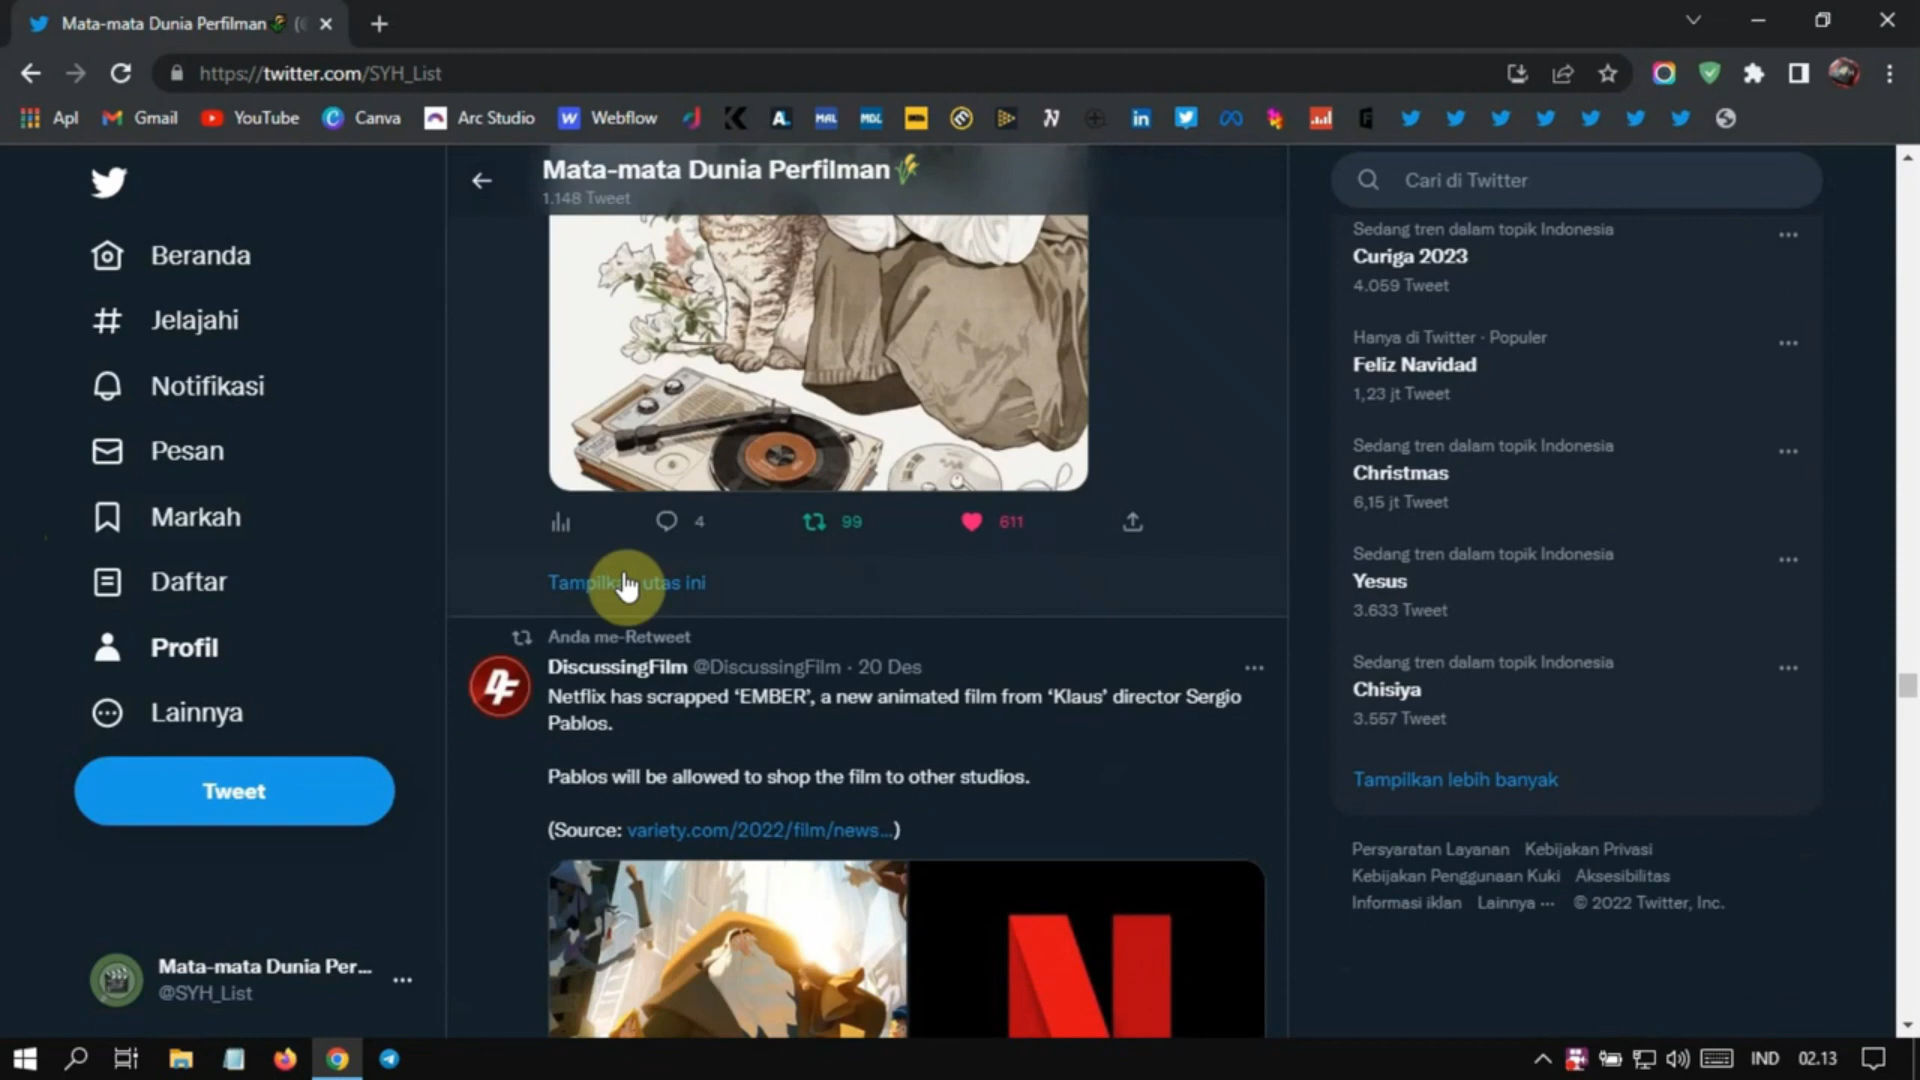 Mata-mata Dunia Perfilman
https://twitter.com/SYH_List
Apl
Gmail
YouTube
Canva
Arc Studio
Webflow
MAL
MDL
Mata-mata Dunia Perfilman
1.148 Tweet
Cari di Twitter
Beranda
Jelajahi
Notifikasi
Pesan
Markah
Daftar
Profil
Lainnya
Tweet
Mata-mata Dunia Per...
@SYH_List
4
99
611
Tampilkan utas ini
Anda me-Retweet
DiscussingFilm @DiscussingFilm · 20 Des
Netflix has scrapped ‘EMBER’, a new animated film from ‘Klaus’ director Sergio
Pablos.
Pablos will be allowed to shop the film to other studios.
(Source: variety.com/2022/film/news...)
Sedang tren dalam topik Indonesia
Curiga 2023
4.059 Tweet
Hanya di Twitter · Populer
Feliz Navidad
1,23 jt Tweet
Sedang tren dalam topik Indonesia
Christmas
6,15 jt Tweet
Sedang tren dalam topik Indonesia
Yesus
3.633 Tweet
Sedang tren dalam topik Indonesia
Chisiya
3.557 Tweet
Tampilkan lebih banyak
Persyaratan Layanan Kebijakan Privasi
Kebijakan Penggunaan Kuki Aksesibilitas
Informasi iklan Lainnya ··· © 2022 Twitter, Inc.
IND
02.13